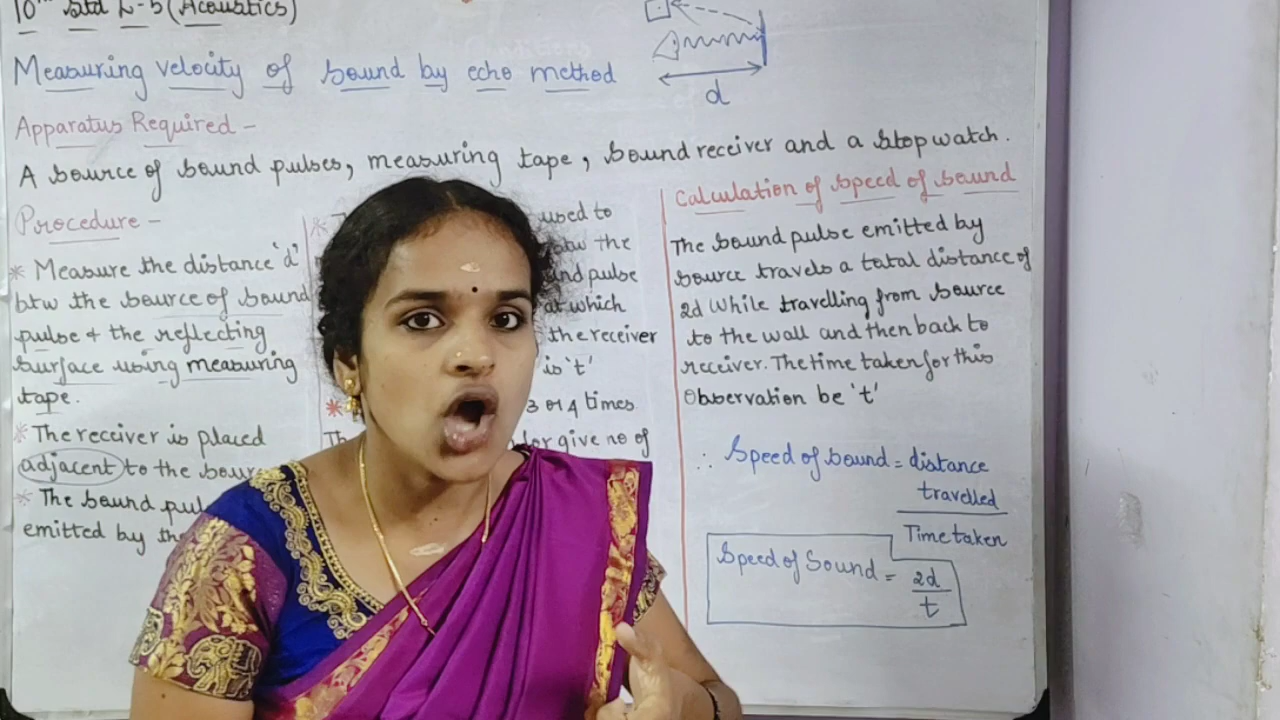 10th Std L-5 (Acoustics)
Measuring velocity of sound by echo method
d
Apparatus Required -
A source of sound pulses, measuring tape, sound receiver and a stop watch.
Procedure -
* Measure the distance 'd'
btw the source of sound
pulse & the reflecting
surface using measuring
tape.
* The receiver is placed
adjacent to the
* The sound
emitted by
*
used to
btw the
pulse
at which
the receiver
is 't'
* 3 or 4 times
give no of
Calculation of speed of sound
The sound pulse emitted by
source travels a total distance of
2d while travelling from source
to the wall and then back to
receiver. The time taken for this
Observation be 't'
∴ Speed of sound = distance
travelled
Time taken
Speed of Sound = 2d
t